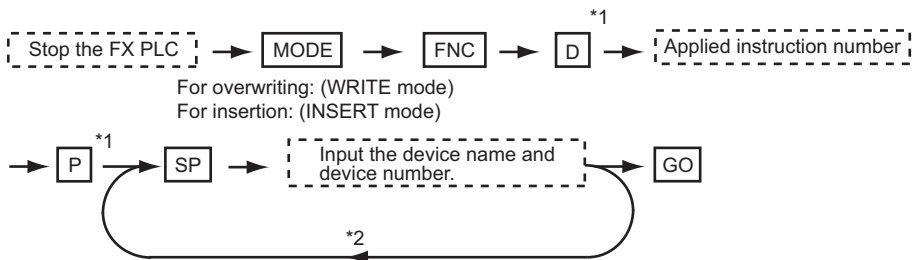 *1
Stop the FX PLC MODE FNC D Applied instruction number
For overwriting: (WRITE mode)
For insertion: (INSERT mode)
*1
P SP Input the device name and device number. GO
*2